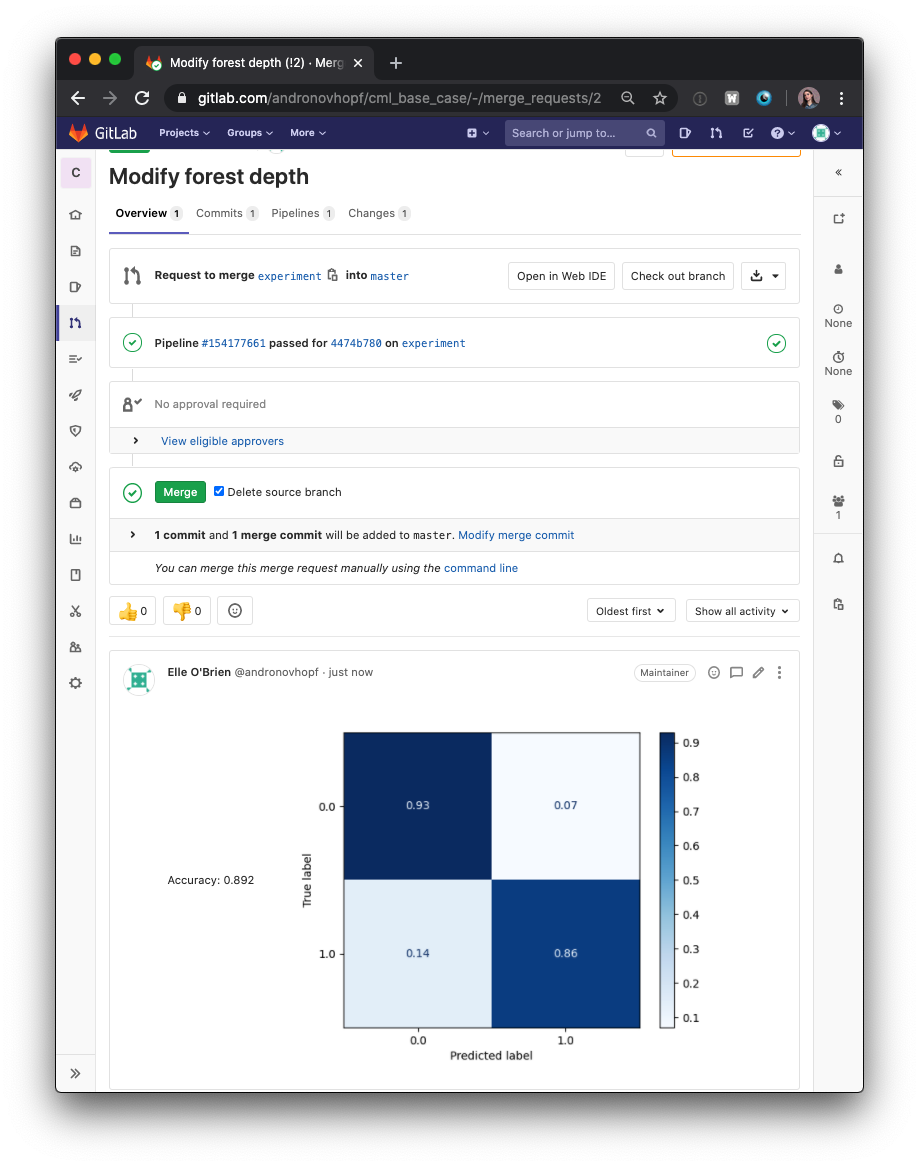 Modify forest depth (!2) · Merg
gitlab.com/andronovhopf/cml_base_case/-/merge_requests/2
GitLab Projects Groups More Search or jump to...
C
Modify forest depth
Overview 1 Commits 1 Pipelines 1 Changes 1
Request to merge experiment into master Open in Web IDE Check out branch
None
Pipeline #154177661 passed for 4474b780 on experiment
None
No approval required
0
View eligible approvers
Merge Delete source branch
1
1 commit and 1 merge commit will be added to master. Modify merge commit
You can merge this merge request manually using the command line
0 0 Oldest first Show all activity
Elle O'Brien @andronovhopf · just now Maintainer
Accuracy: 0.892
True label
0.0
1.0
0.93 0.07
0.14 0.86
0.0 1.0
Predicted label
0.9
0.8
0.7
0.6
0.5
0.4
0.3
0.2
0.1